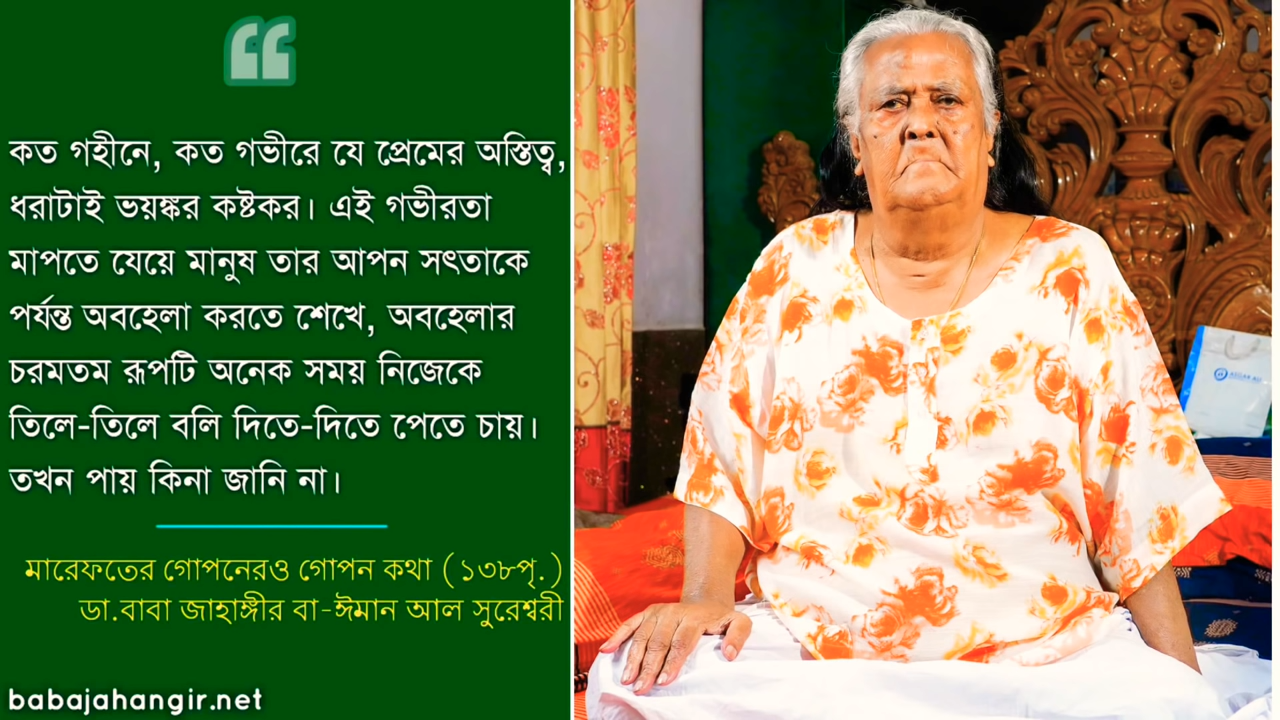 কত গহীনে, কত গভীরে যে প্রেমের অস্তিত্ব,
ধরাটাই ভয়ঙ্কর কষ্টকর। এই গভীরতা
মাপতে যেয়ে মানুষ তার আপন সৎতাকে
পর্যন্ত অবহেলা করতে শেখে, অবহেলার
চরমতম রূপটি অনেক সময় নিজেকে
তিলে-তিলে বলি দিতে-দিতে পেতে চায়।
তখন পায় কিনা জানি না।
মারেফতের গোপনেরও গোপন কথা (১৩৮পৃ.)
ডা.বাবা জাহাঙ্গীর বা-ঈমান আল সুরেশ্বরী
babajahangir.net